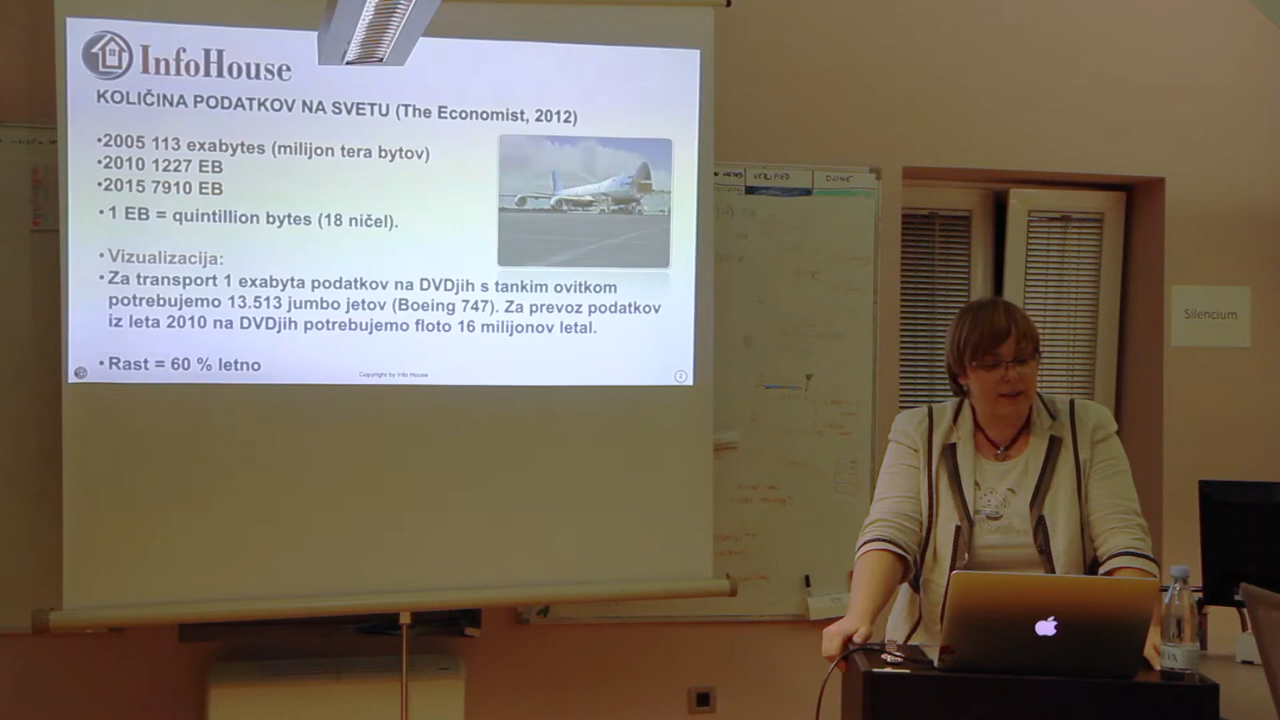 InfoHouse
KOLIČINA PODATKOV NA SVETU (The Economist, 2012)
•2005 113 exabytes (milijon tera bytov)
•2010 1227 EB
•2015 7910 EB
•1 EB = quintillion bytes (18 ničel).
•Vizualizacija:
•Za transport 1 exabyta podatkov na DVDjih s tankim ovitkom
potrebujemo 13.513 jumbo jetov (Boeing 747). Za prevoz podatkov
iz leta 2010 na DVDjih potrebujemo floto 16 milijonov letal.
•Rast = 60 % letno
Copyright by Info House
2
VERIFIED
DONE
Silencium